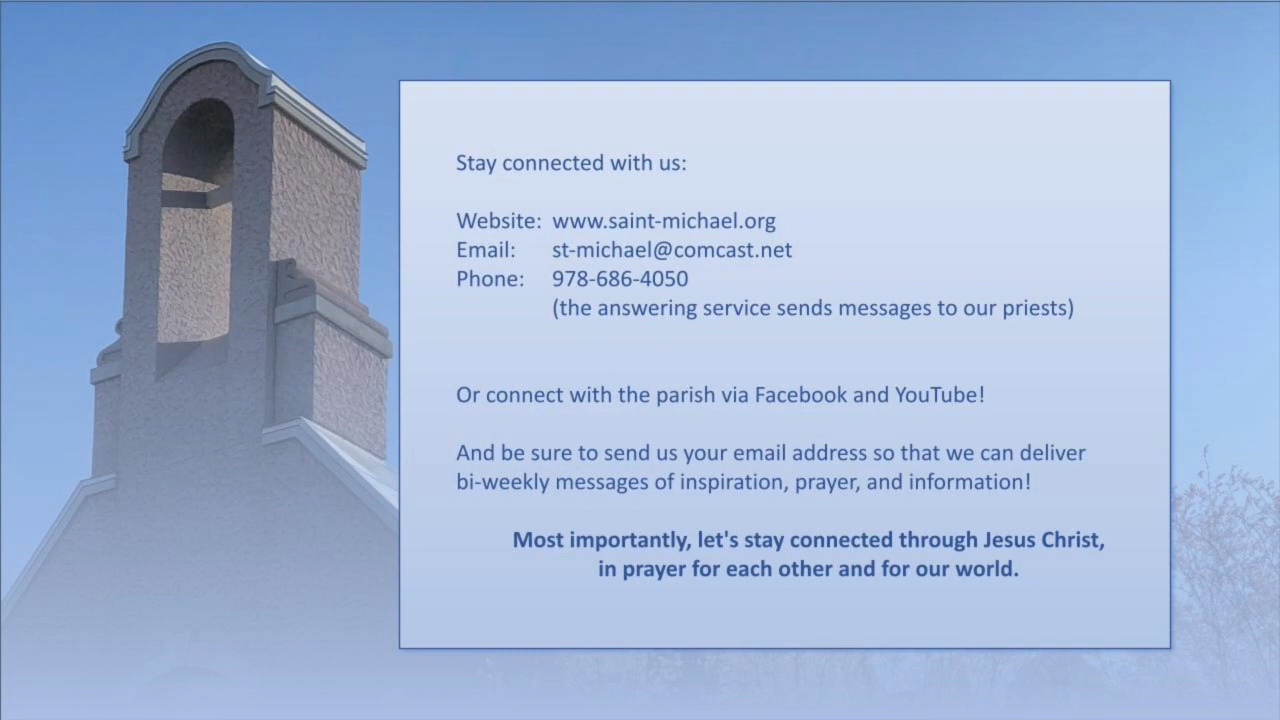 Stay connected with us:
Website: www.saint-michael.org
Email: st-michael@comcast.net
Phone: 978-686-4050
(the answering service sends messages to our priests)
Or connect with the parish via Facebook and YouTube!
And be sure to send us your email address so that we can deliver
bi-weekly messages of inspiration, prayer, and information!
Most importantly, let's stay connected through Jesus Christ,
in prayer for each other and for our world.